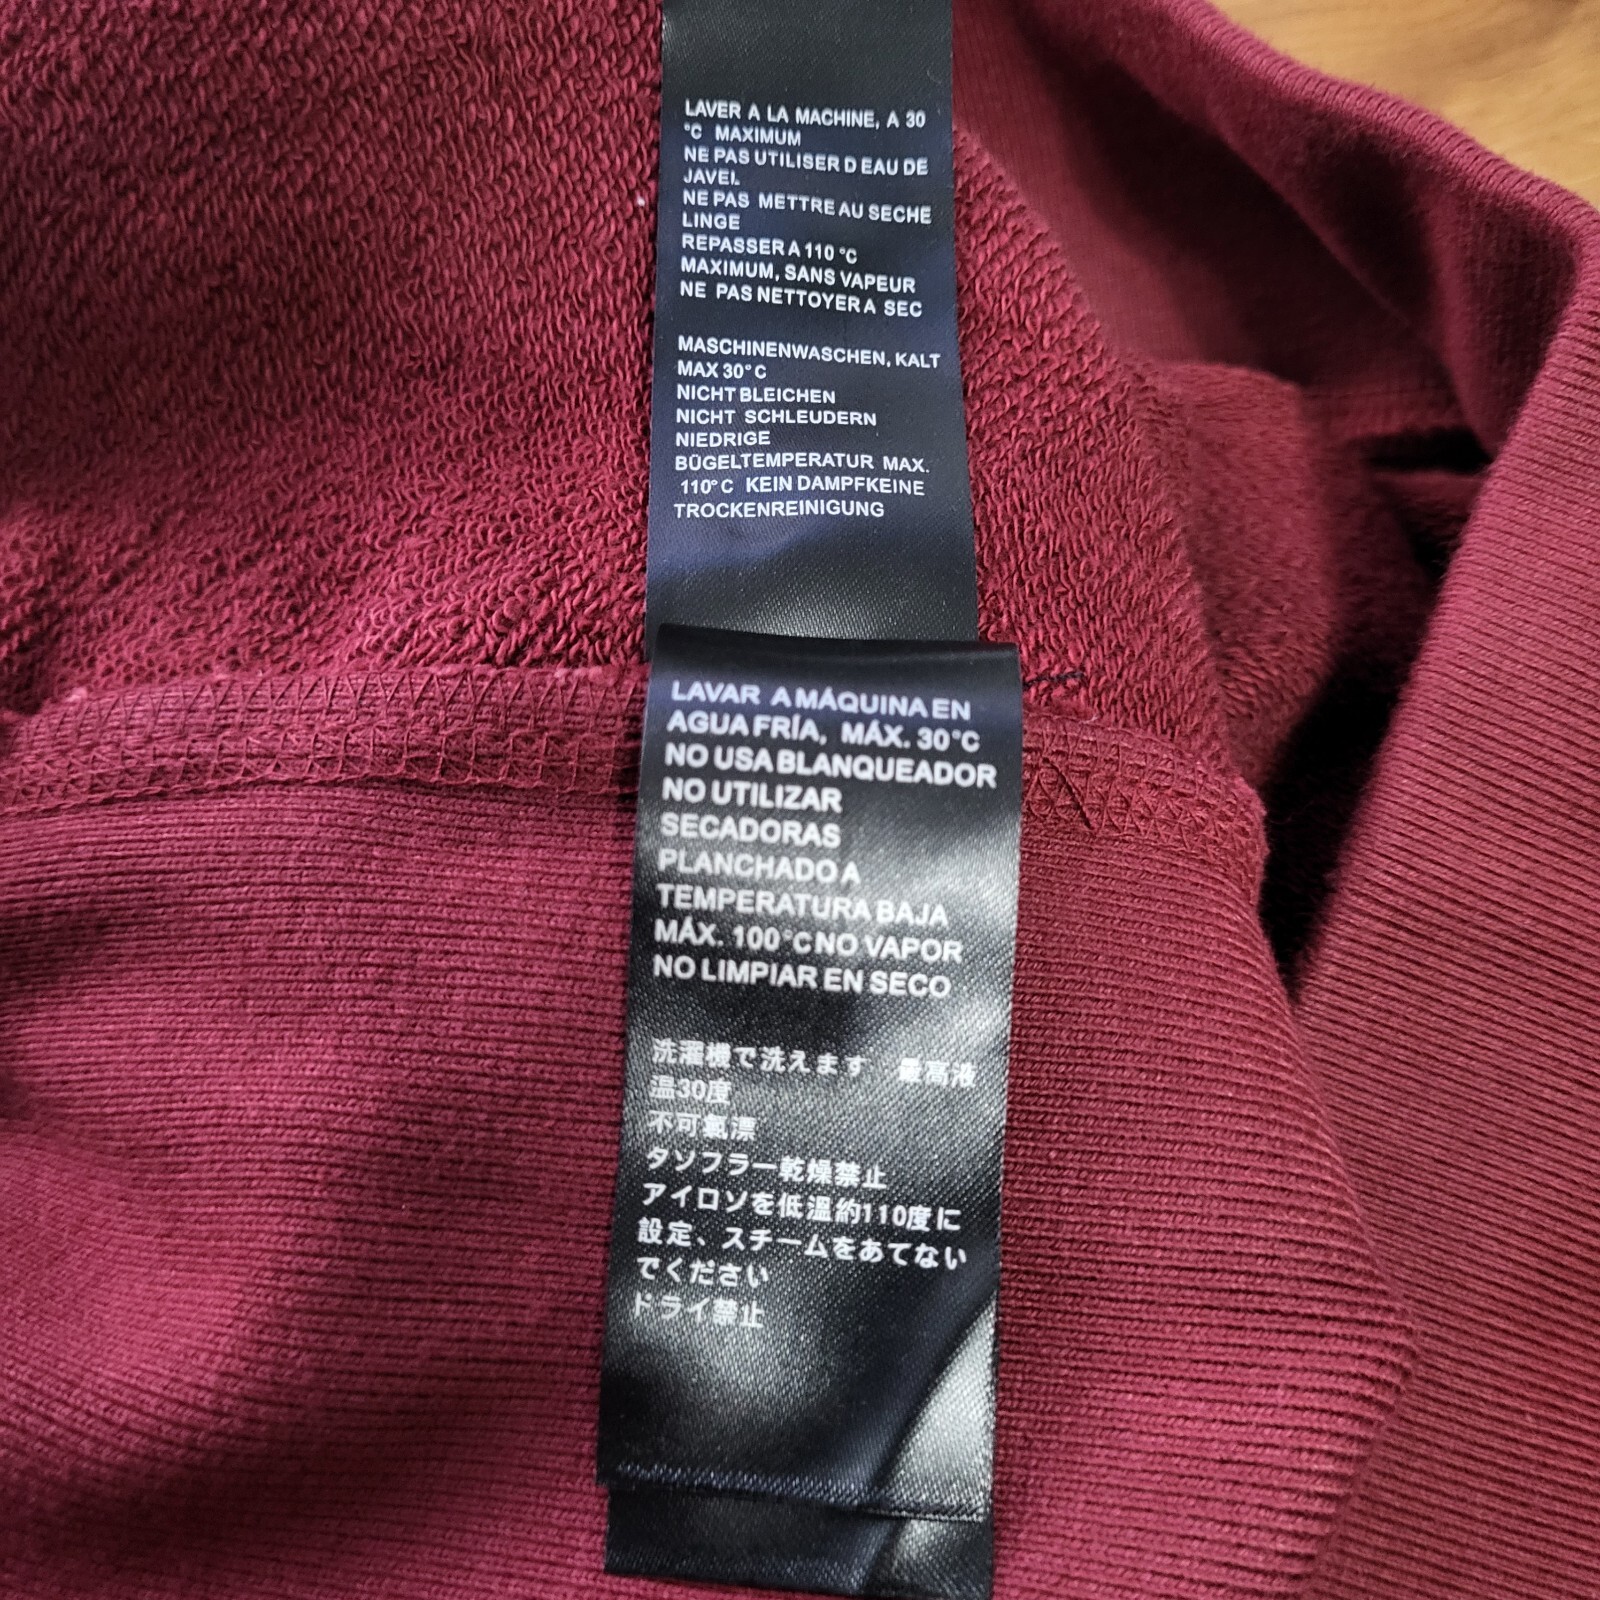 LAVER A LA MACHINE, A 30
°C MAXIMUM
NE PAS UTILISER D EAU DE
JAVEL
NE PAS METTRE AU SECHE
LINGE
REPASSER A 110 °C
MAXIMUM, SANS VAPEUR
NE PAS NETTOYER A SEC
MASCHINENWASCHEN, KALT
MAX 30° C
NICHT BLEICHEN
NICHT SCHLEUDERN
NIEDRIGE
BÜGELTEMPERATUR MAX.
110° C KEIN DAMPFKEINE
TROCKENREINIGUNG
LAVAR A MÁQUINA EN
AGUA FRÍA, MÁX. 30°C
NO USA BLANQUEADOR
NO UTILIZAR
SECADORAS
PLANCHADO A
TEMPERATURA BAJA
MÁX. 100°C NO VAPOR
NO LIMPIAR EN SECO
洗濯機で洗えます 最高液
温30度
不可氯漂
タソフラー乾燥禁止
アイロソを低溫約110度に
設定、スチームをあてない
でください
ドライ禁止